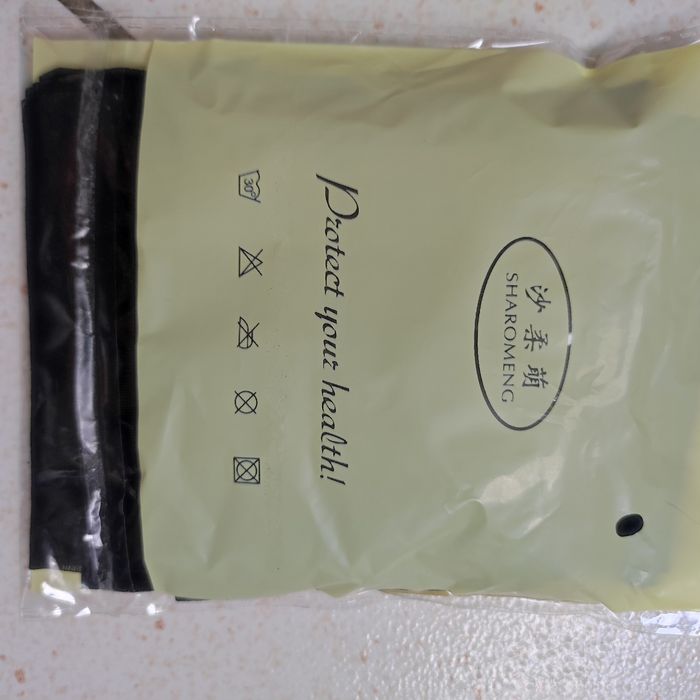 沙柔萌
SHAROMENG
Protect your health!
30°